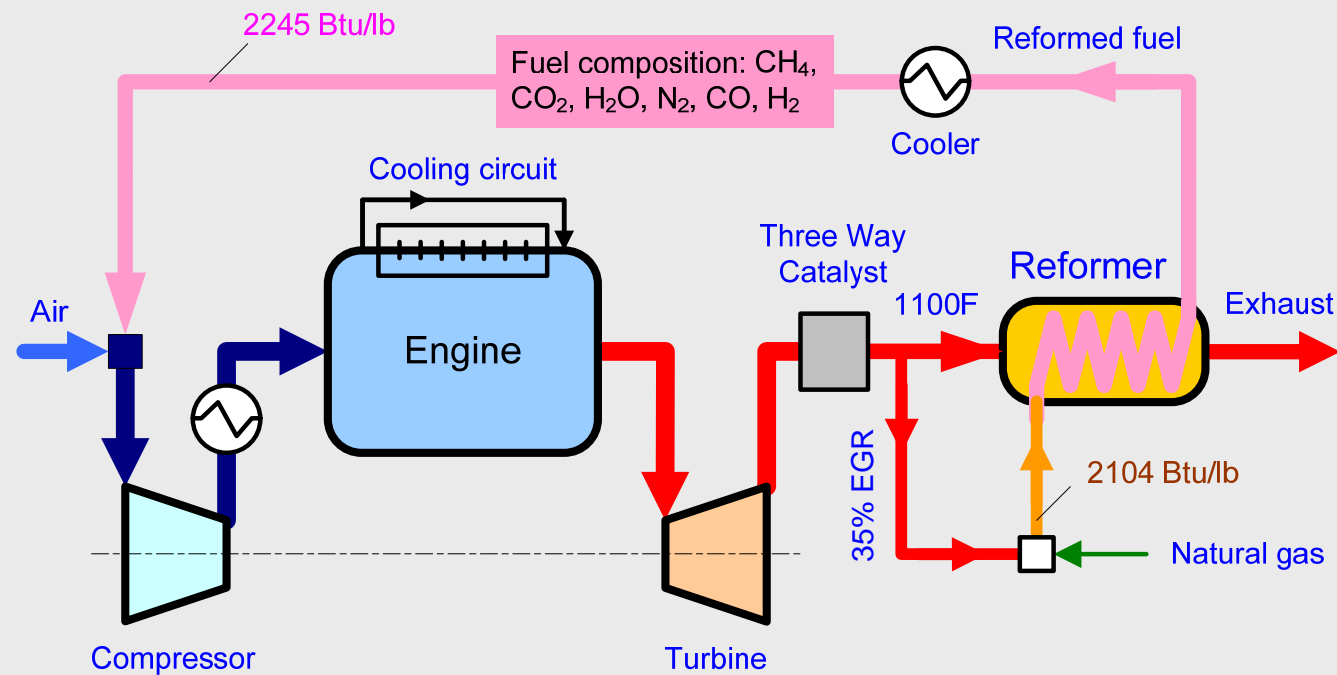 2245 Btu/lb
Fuel composition: CH₄,
CO₂, H₂O, N₂, CO, H₂
Reformed fuel
Cooler
Cooling circuit
Three Way
Catalyst
Reformer
Air
1100F
Exhaust
Engine
35% EGR
2104 Btu/lb
Natural gas
Compressor
Turbine